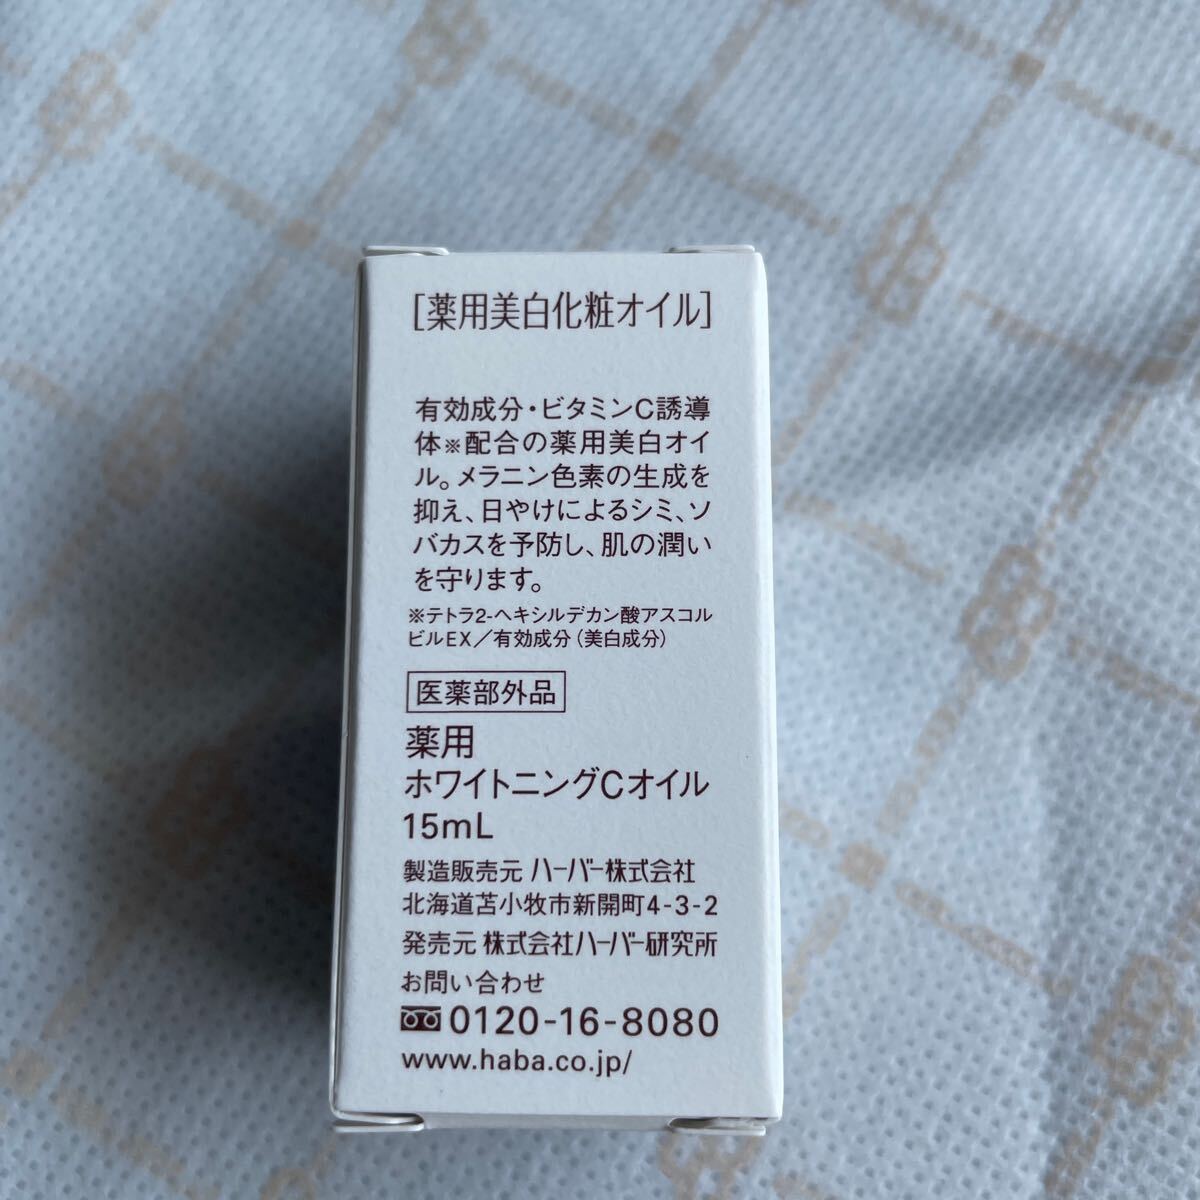 [薬用美白化粧オイル]
有効成分・ビタミンC誘導
体※配合の薬用美白オイ
ル。メラニン色素の生成を
抑え、日やけによるシミ、ソ
バカスを予防し、肌の潤い
を守ります。
※テトラ2-ヘキシルデカン酸アスコル
ビルEX/有効成分(美白成分)
医薬部外品
薬用
ホワイトニングCオイル
15mL
製造販売元 ハーバー株式会社
北海道苫小牧市新開町4-3-2
発売元 株式会社ハーバー研究所
お問い合わせ
0120-16-8080
www.haba.co.jp/